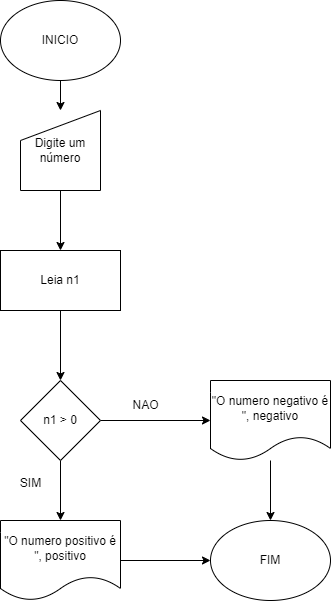 INICIO
Digite um
número
Leia n1
n1 > 0
NAO
"O numero negativo é
", negativo
SIM
"O numero positivo é
", positivo
FIM